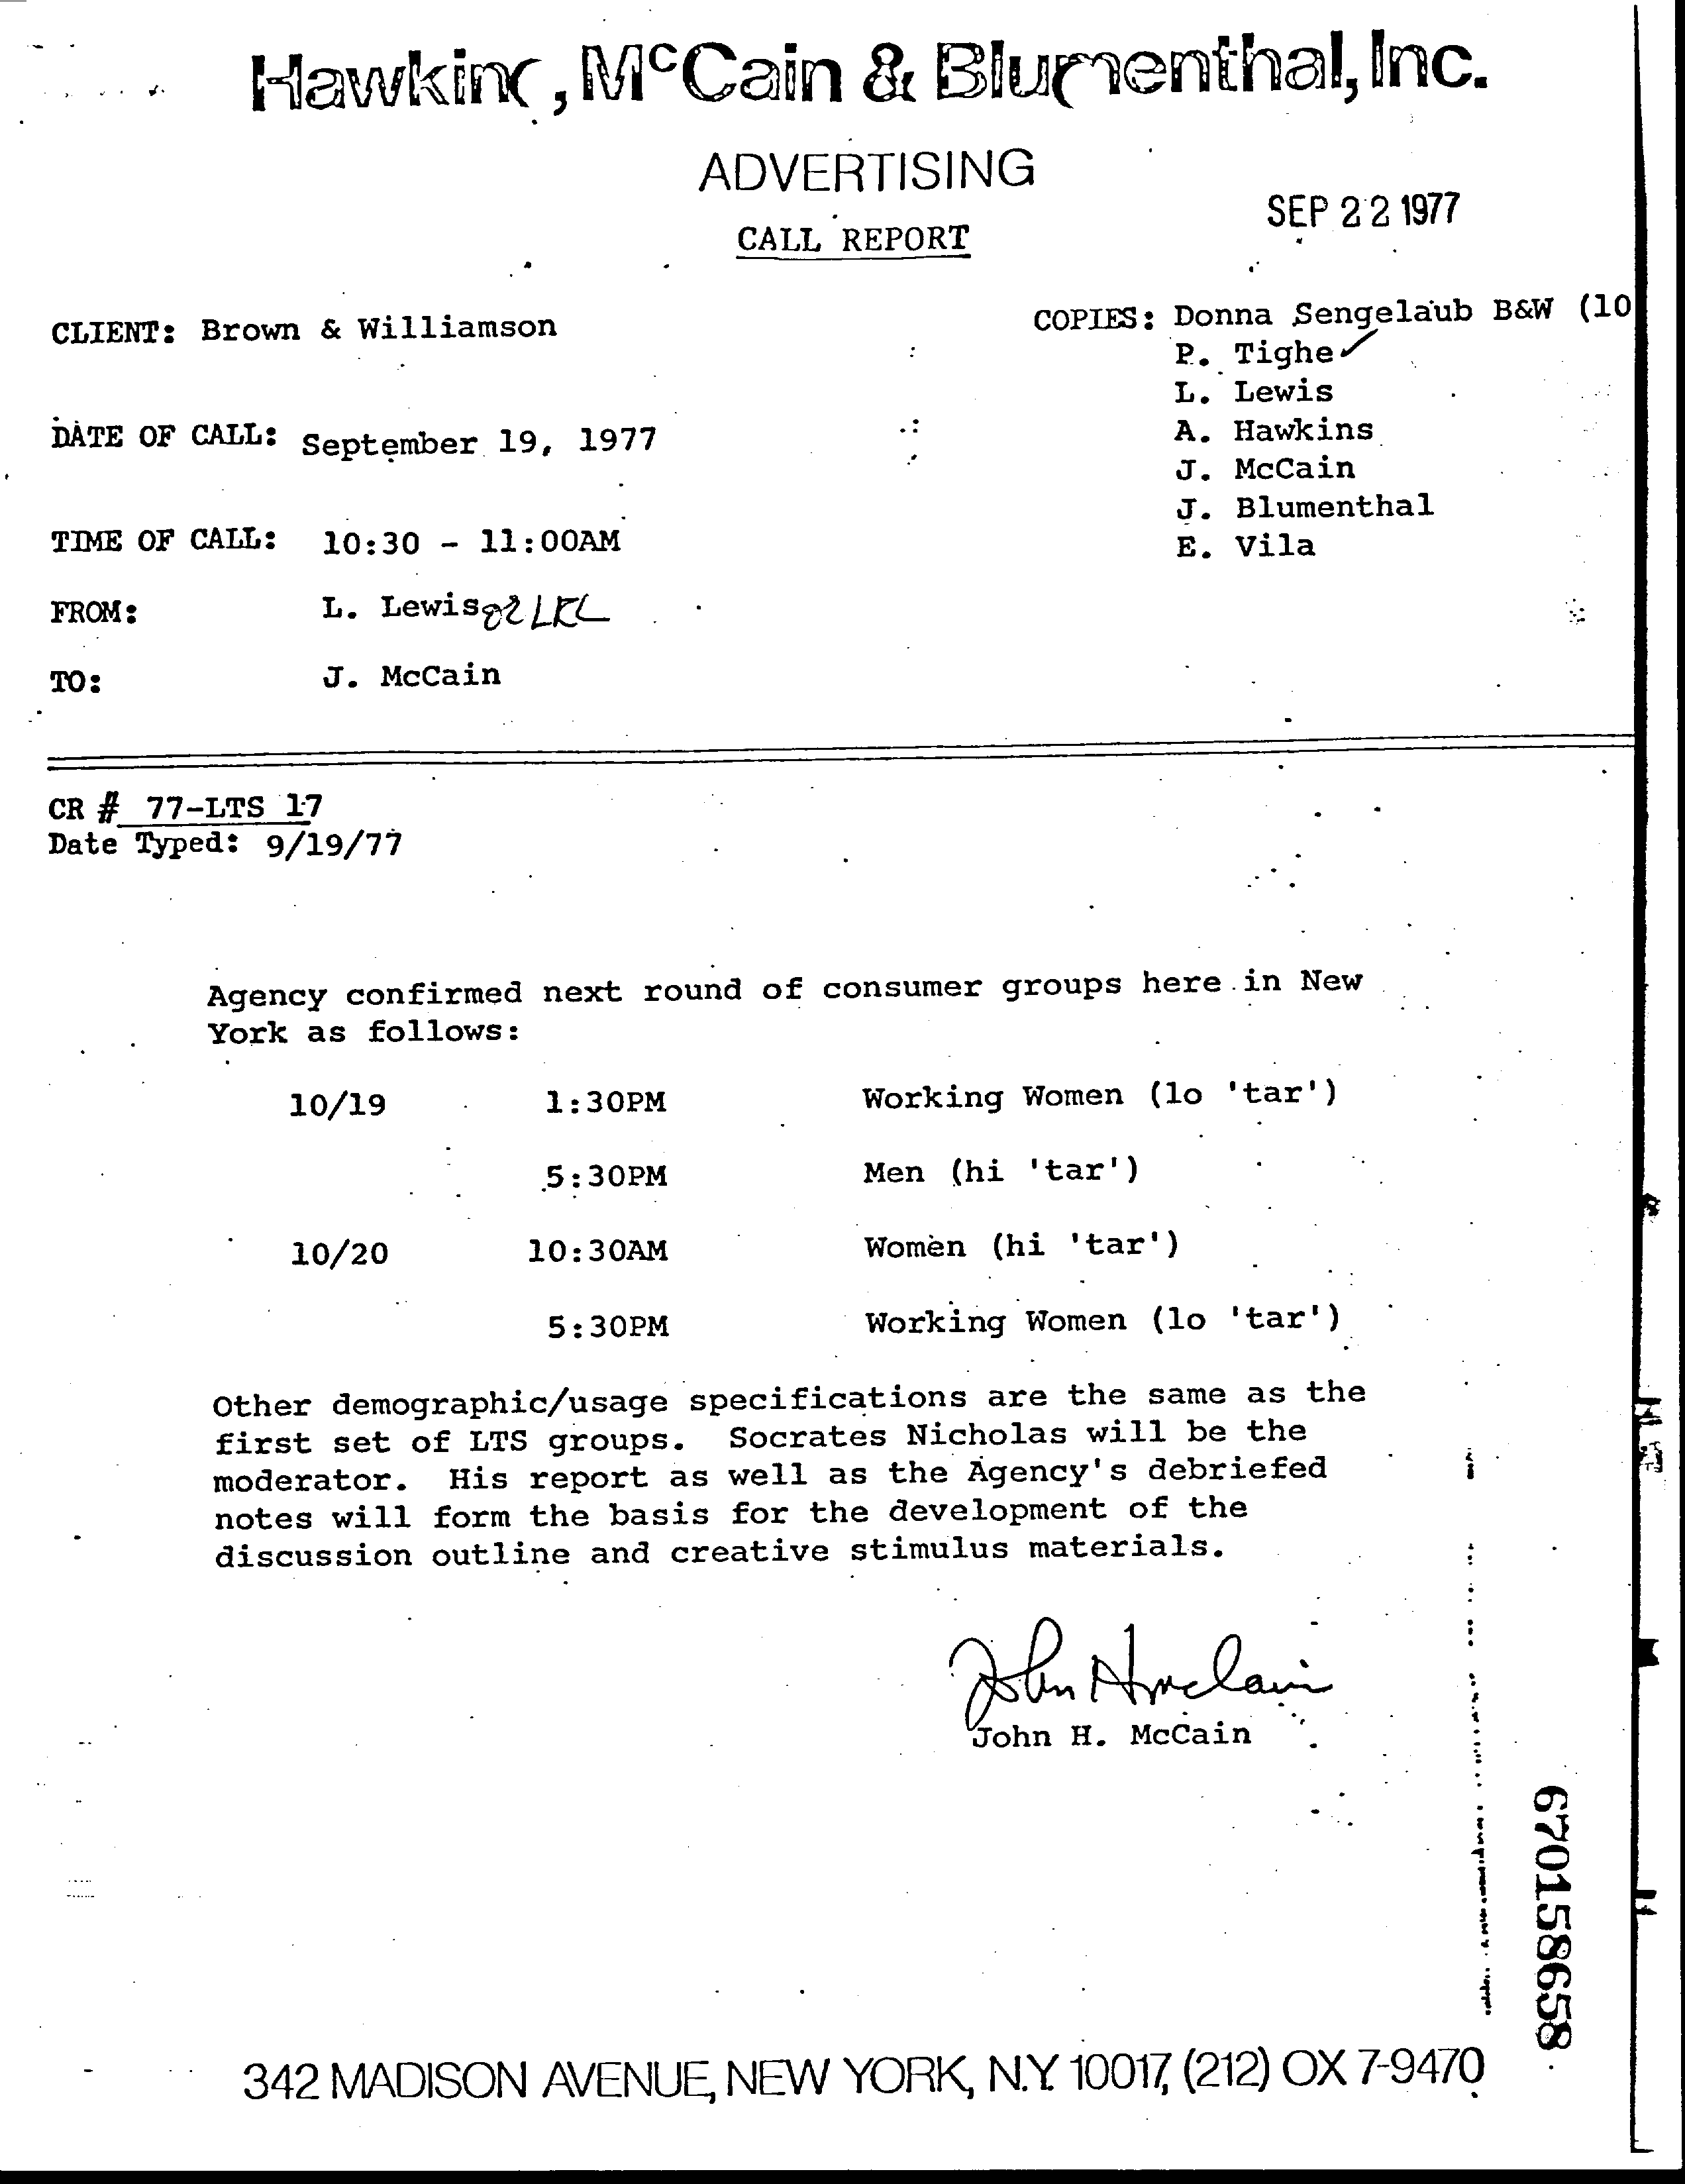 Hawkins, McCain & Blumenthal, Inc.
ADVERTISING
SEP 22 1977
CALL REPORT
CLIENT: Brown & Williamson
COPIES: Donna Sengelaub B&W (10
P. Tighe ✓
L. Lewis
DATE OF CALL: September 19, 1977
A. Hawkins
J. McCain
J. Blumenthal
TIME OF CALL: 10:30 - 11:00AM
E. Vila
FROM: L. Lewis
TO: J. McCain
CR # 77-LTS 17
Date Typed: 9/19/77
Agency confirmed next round of consumer groups here in New
York as follows:
10/19 1:30PM Working Women (lo 'tar')
5:30PM Men (hi 'tar')
10/20 10:30AM Women (hi 'tar')
5:30PM Working Women (lo 'tar')
Other demographic/usage specifications are the same as the
first set of LTS groups. Socrates Nicholas will be the
moderator. His report as well as the Agency's debriefed
notes will form the basis for the development of the
discussion outline and creative stimulus materials.
John H McCain
John H. McCain
670158658
342 MADISON AVENUE, NEW YORK, N.Y. 10017, (212) OX 7-9470